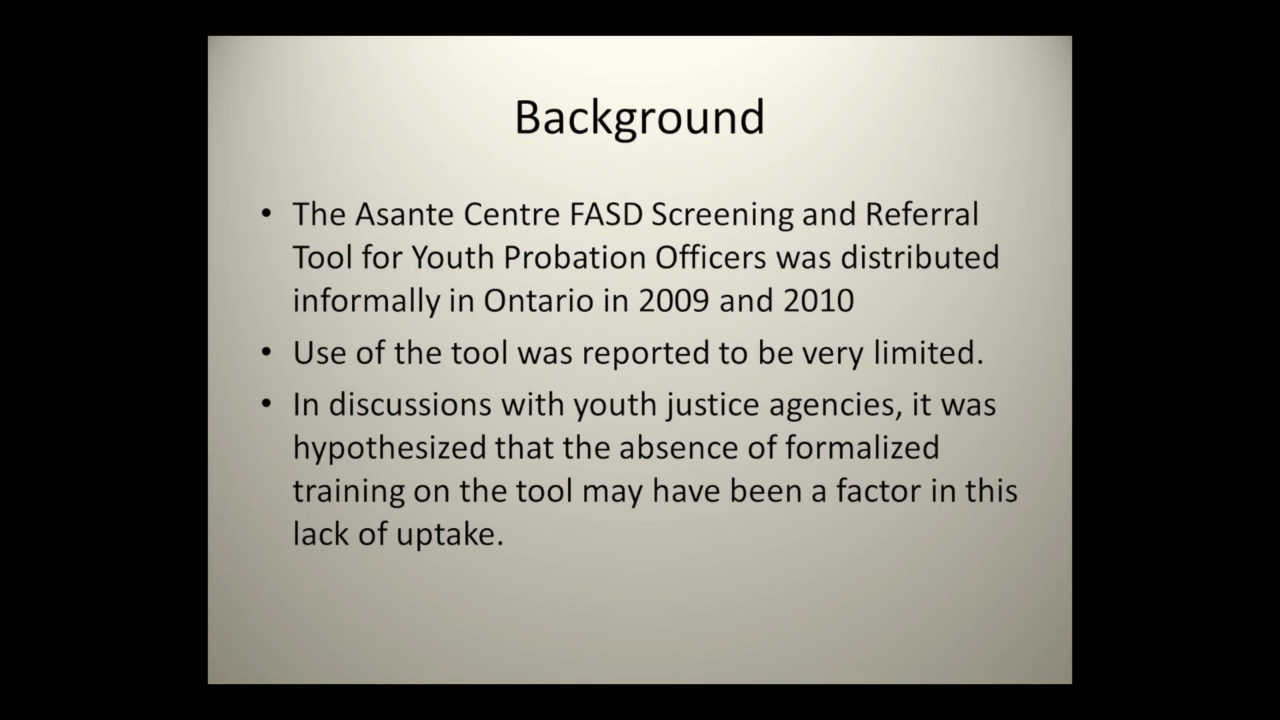 Background
• The Asante Centre FASD Screening and Referral
Tool for Youth Probation Officers was distributed
informally in Ontario in 2009 and 2010
• Use of the tool was reported to be very limited.
• In discussions with youth justice agencies, it was
hypothesized that the absence of formalized
training on the tool may have been a factor in this
lack of uptake.